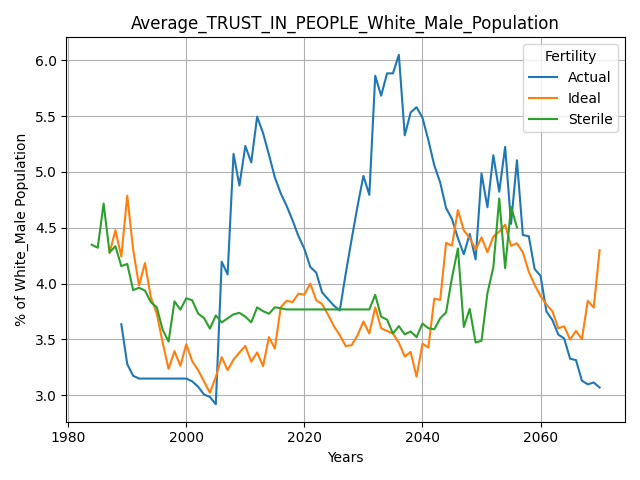 Average_TRUST_IN_PEOPLE_White_Male_Population
% of White_Male Population
6.0
5.5
5.0
4.5
4.0
3.5
3.0
Fertility
Actual
Ideal
Sterile
1980
2000
2020
2040
2060
Years